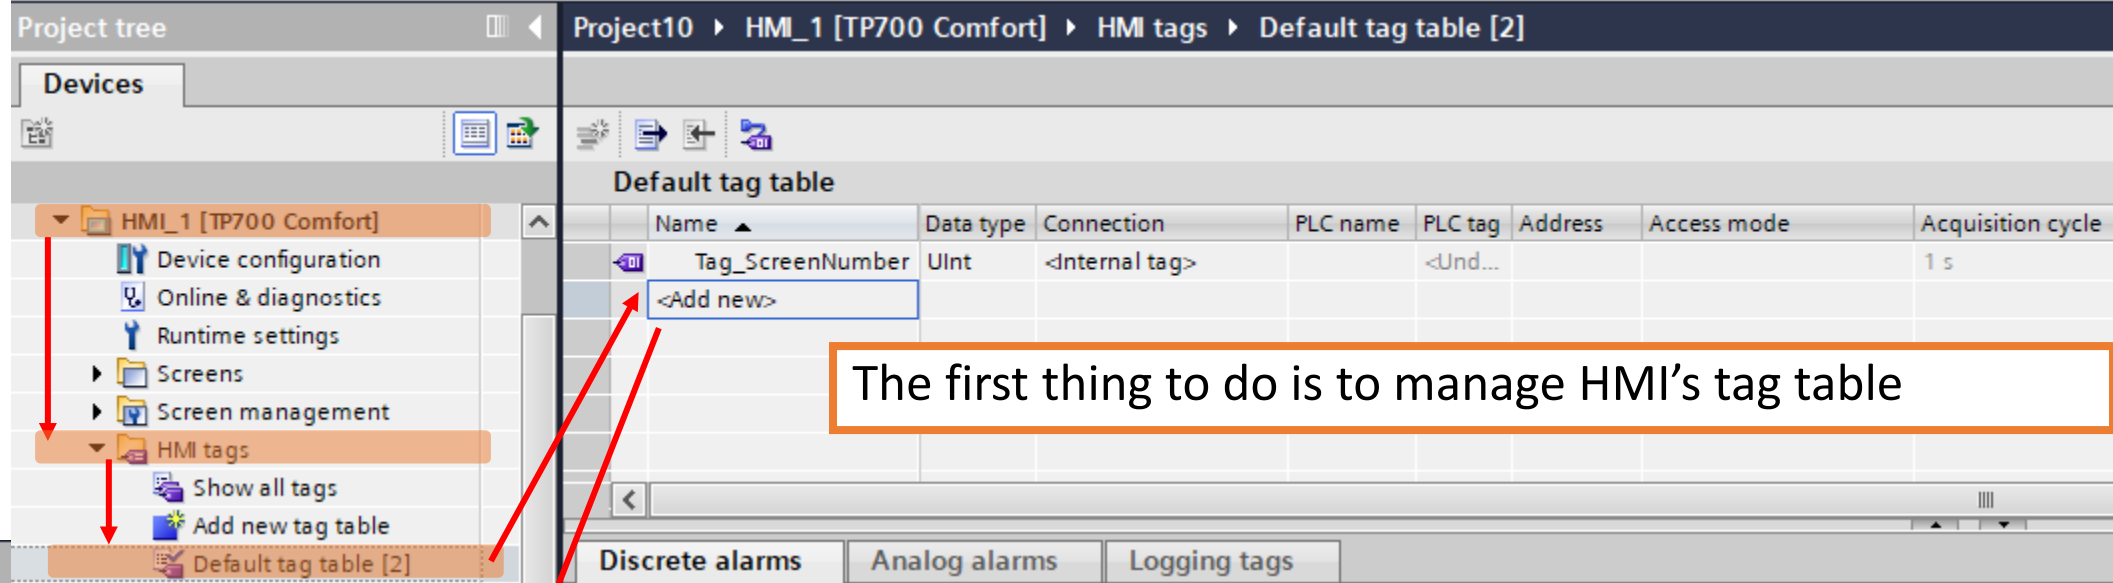 Project tree
Project10 ▸ HMI_1 [TP700 Comfort] ▸ HMI tags ▸ Default tag table [2]
Devices
Default tag table
HMI_1 [TP700 Comfort]
Device configuration
Online & diagnostics
Runtime settings
Screens
Screen management
HMI tags
Show all tags
Add new tag table
Default tag table [2]
Name Data type Connection PLC name PLC tag Address Access mode Acquisition cycle
Tag_ScreenNumber UInt <Internal tag> <Und... 1 s
<Add new>
The first thing to do is to manage HMI’s tag table
Discrete alarms Analog alarms Logging tags